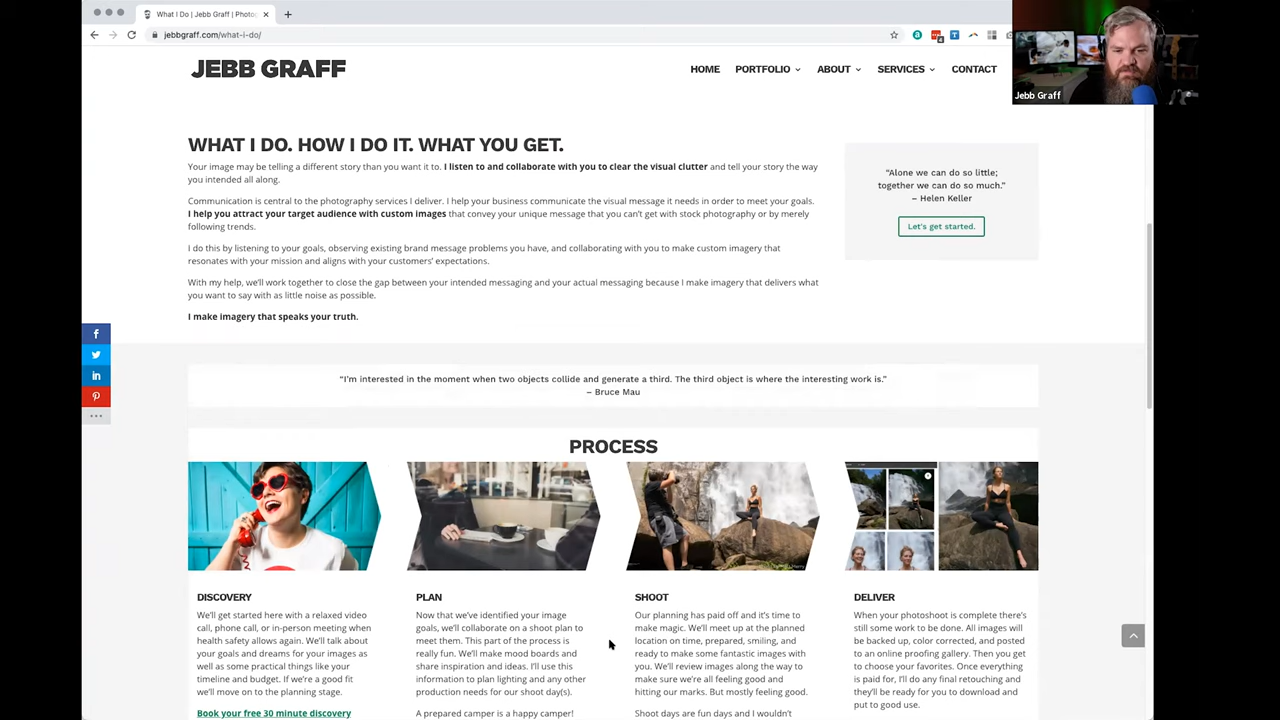 What I Do | Jebb Graff | Photo
jebbgraff.com/what-i-do/
JEBB GRAFF
HOME
PORTFOLIO
ABOUT
SERVICES
CONTACT
Jebb Graff
WHAT I DO. HOW I DO IT. WHAT YOU GET.
Your image may be telling a different story than you want it to. I listen to and collaborate with you to clear the visual clutter and tell your story the way
you intended all along.
Communication is central to the photography services I deliver. I help your business communicate the visual message it needs in order to meet your goals.
I help you attract your target audience with custom images that convey your unique message that you can't get with stock photography or by merely
following trends.
I do this by listening to your goals, observing existing brand message problems you have, and collaborating with you to make custom imagery that
resonates with your mission and aligns with your customers' expectations.
With my help, we'll work together to close the gap between your intended messaging and your actual messaging because I make imagery that delivers what
you want to say with as little noise as possible.
I make imagery that speaks your truth.
“Alone we can do so little;
together we can do so much.”
– Helen Keller
Let's get started.
“I'm interested in the moment when two objects collide and generate a third. The third object is where the interesting work is.”
– Bruce Mau
PROCESS
DISCOVERY
We'll get started here with a relaxed video
call, phone call, or in-person meeting when
health safety allows again. We'll talk about
your goals and dreams for your images as
well as some practical things like your
timeline and budget. If we're a good fit
we'll move on to the planning stage.
Book your free 30 minute discovery
PLAN
Now that we've identified your image
goals, we'll collaborate on a shoot plan to
meet them. This part of the process is
really fun. We'll make mood boards and
share inspiration and ideas. I'll use this
information to plan lighting and any other
production needs for our shoot day(s).
A prepared camper is a happy camper!
SHOOT
Our planning has paid off and it's time to
make magic. We'll meet up at the planned
location on time, prepared, smiling, and
ready to make some fantastic images with
you. We'll review images along the way to
make sure we're all feeling good and
hitting our marks. But mostly feeling good.
Shoot days are fun days and I wouldn't
DELIVER
When your photoshoot is complete there's
still some work to be done. All images will
be backed up, color corrected, and posted
to an online proofing gallery. Then you get
to choose your favorites. Once everything
is paid for, I'll do any final retouching and
they'll be ready for you to download and
put to good use.